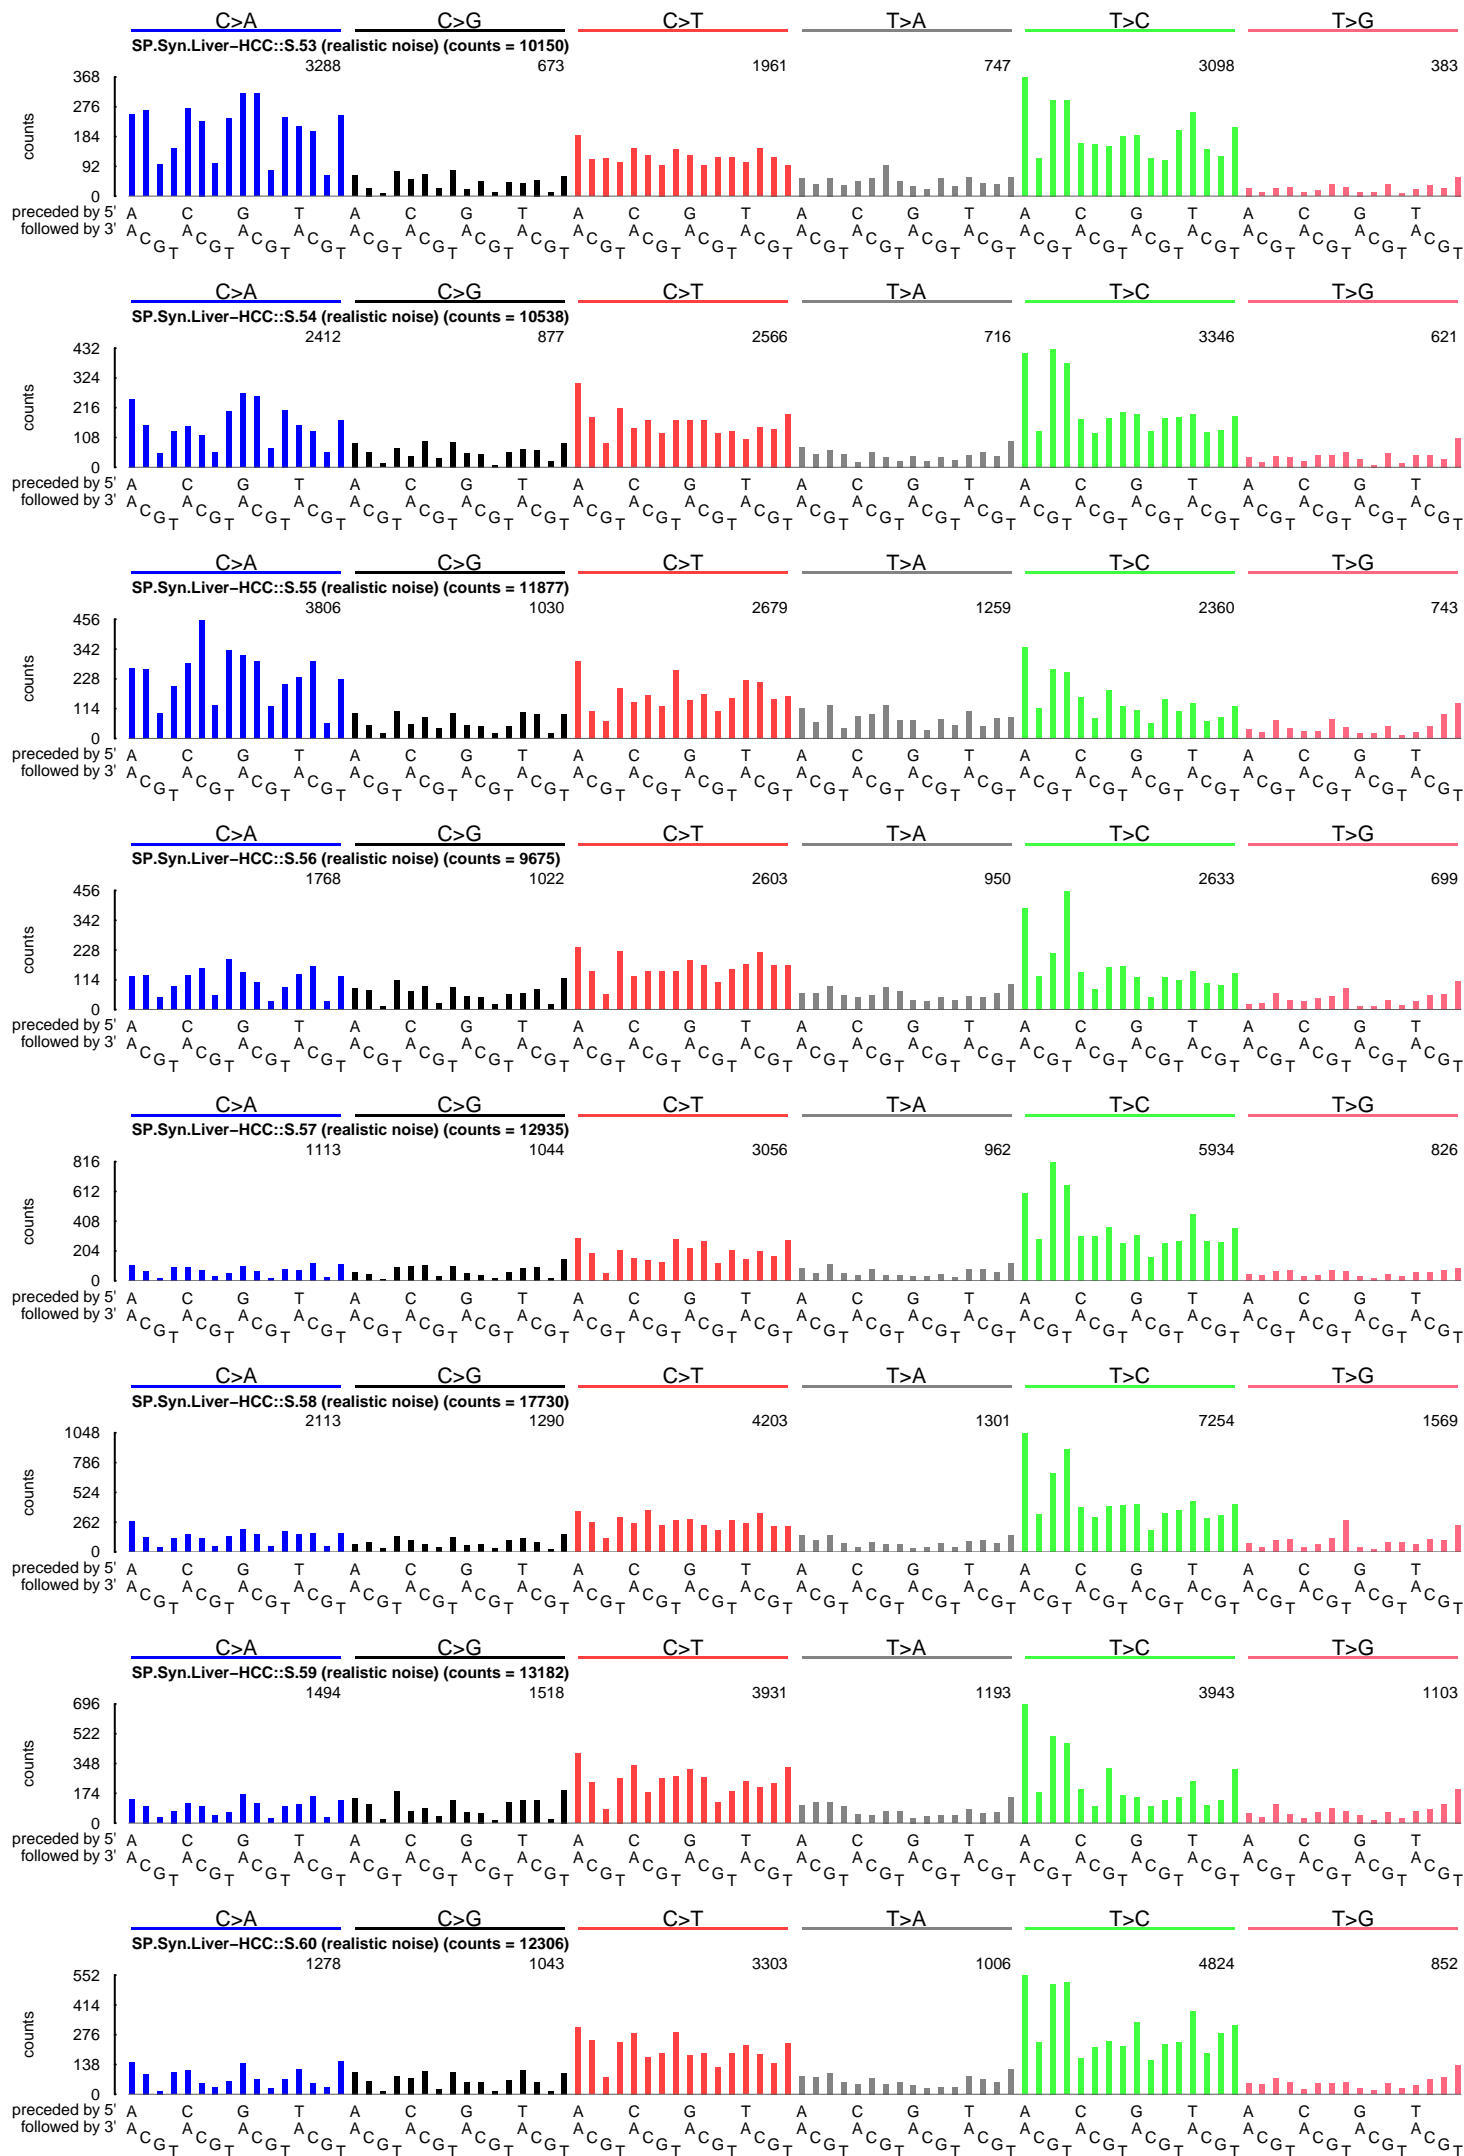 C>A C>G C>T T>A T>C T>G
SP.Syn.Liver−HCC::S.53 (realistic noise) (counts = 10150)
3288 673 1961 747 3098 383
368
276
184
92
0
counts
preceded by 5' A C G T A C G T A C G T A C G T A C G T A C G T
followed by 3' A C G T A C G T A C G T A C G T A C G T A C G T A C G T A C G T A C G T A C G T A C G T A C G T A C G T A C G T A C G T A C G T A C G T A C G T A C G T A C G T A C G T A C G T A C G T A C G T
C>A C>G C>T T>A T>C T>G
SP.Syn.Liver−HCC::S.54 (realistic noise) (counts = 10538)
2412 877 2566 716 3346 621
432
324
216
108
0
counts
preceded by 5' A C G T A C G T A C G T A C G T A C G T A C G T
followed by 3' A C G T A C G T A C G T A C G T A C G T A C G T A C G T A C G T A C G T A C G T A C G T A C G T A C G T A C G T A C G T A C G T A C G T A C G T A C G T A C G T A C G T A C G T A C G T A C G T
C>A C>G C>T T>A T>C T>G
SP.Syn.Liver−HCC::S.55 (realistic noise) (counts = 11877)
3806 1030 2679 1259 2360 743
456
342
228
114
0
counts
preceded by 5' A C G T A C G T A C G T A C G T A C G T A C G T
followed by 3' A C G T A C G T A C G T A C G T A C G T A C G T A C G T A C G T A C G T A C G T A C G T A C G T A C G T A C G T A C G T A C G T A C G T A C G T A C G T A C G T A C G T A C G T A C G T A C G T
C>A C>G C>T T>A T>C T>G
SP.Syn.Liver−HCC::S.56 (realistic noise) (counts = 9675)
1768 1022 2603 950 2633 699
456
342
228
114
0
counts
preceded by 5' A C G T A C G T A C G T A C G T A C G T A C G T
followed by 3' A C G T A C G T A C G T A C G T A C G T A C G T A C G T A C G T A C G T A C G T A C G T A C G T A C G T A C G T A C G T A C G T A C G T A C G T A C G T A C G T A C G T A C G T A C G T A C G T
C>A C>G C>T T>A T>C T>G
SP.Syn.Liver−HCC::S.57 (realistic noise) (counts = 12935)
1113 1044 3056 962 5934 826
816
612
408
204
0
counts
preceded by 5' A C G T A C G T A C G T A C G T A C G T A C G T
followed by 3' A C G T A C G T A C G T A C G T A C G T A C G T A C G T A C G T A C G T A C G T A C G T A C G T A C G T A C G T A C G T A C G T A C G T A C G T A C G T A C G T A C G T A C G T A C G T A C G T
C>A C>G C>T T>A T>C T>G
SP.Syn.Liver−HCC::S.58 (realistic noise) (counts = 17730)
2113 1290 4203 1301 7254 1569
1048
786
524
262
0
counts
preceded by 5' A C G T A C G T A C G T A C G T A C G T A C G T
followed by 3' A C G T A C G T A C G T A C G T A C G T A C G T A C G T A C G T A C G T A C G T A C G T A C G T A C G T A C G T A C G T A C G T A C G T A C G T A C G T A C G T A C G T A C G T A C G T A C G T
C>A C>G C>T T>A T>C T>G
SP.Syn.Liver−HCC::S.59 (realistic noise) (counts = 13182)
1494 1518 3931 1193 3943 1103
696
522
348
174
0
counts
preceded by 5' A C G T A C G T A C G T A C G T A C G T A C G T
followed by 3' A C G T A C G T A C G T A C G T A C G T A C G T A C G T A C G T A C G T A C G T A C G T A C G T A C G T A C G T A C G T A C G T A C G T A C G T A C G T A C G T A C G T A C G T A C G T A C G T
C>A C>G C>T T>A T>C T>G
SP.Syn.Liver−HCC::S.60 (realistic noise) (counts = 12306)
1278 1043 3303 1006 4824 852
552
414
276
138
0
counts
preceded by 5' A C G T A C G T A C G T A C G T A C G T A C G T
followed by 3' A C G T A C G T A C G T A C G T A C G T A C G T A C G T A C G T A C G T A C G T A C G T A C G T A C G T A C G T A C G T A C G T A C G T A C G T A C G T A C G T A C G T A C G T A C G T A C G T